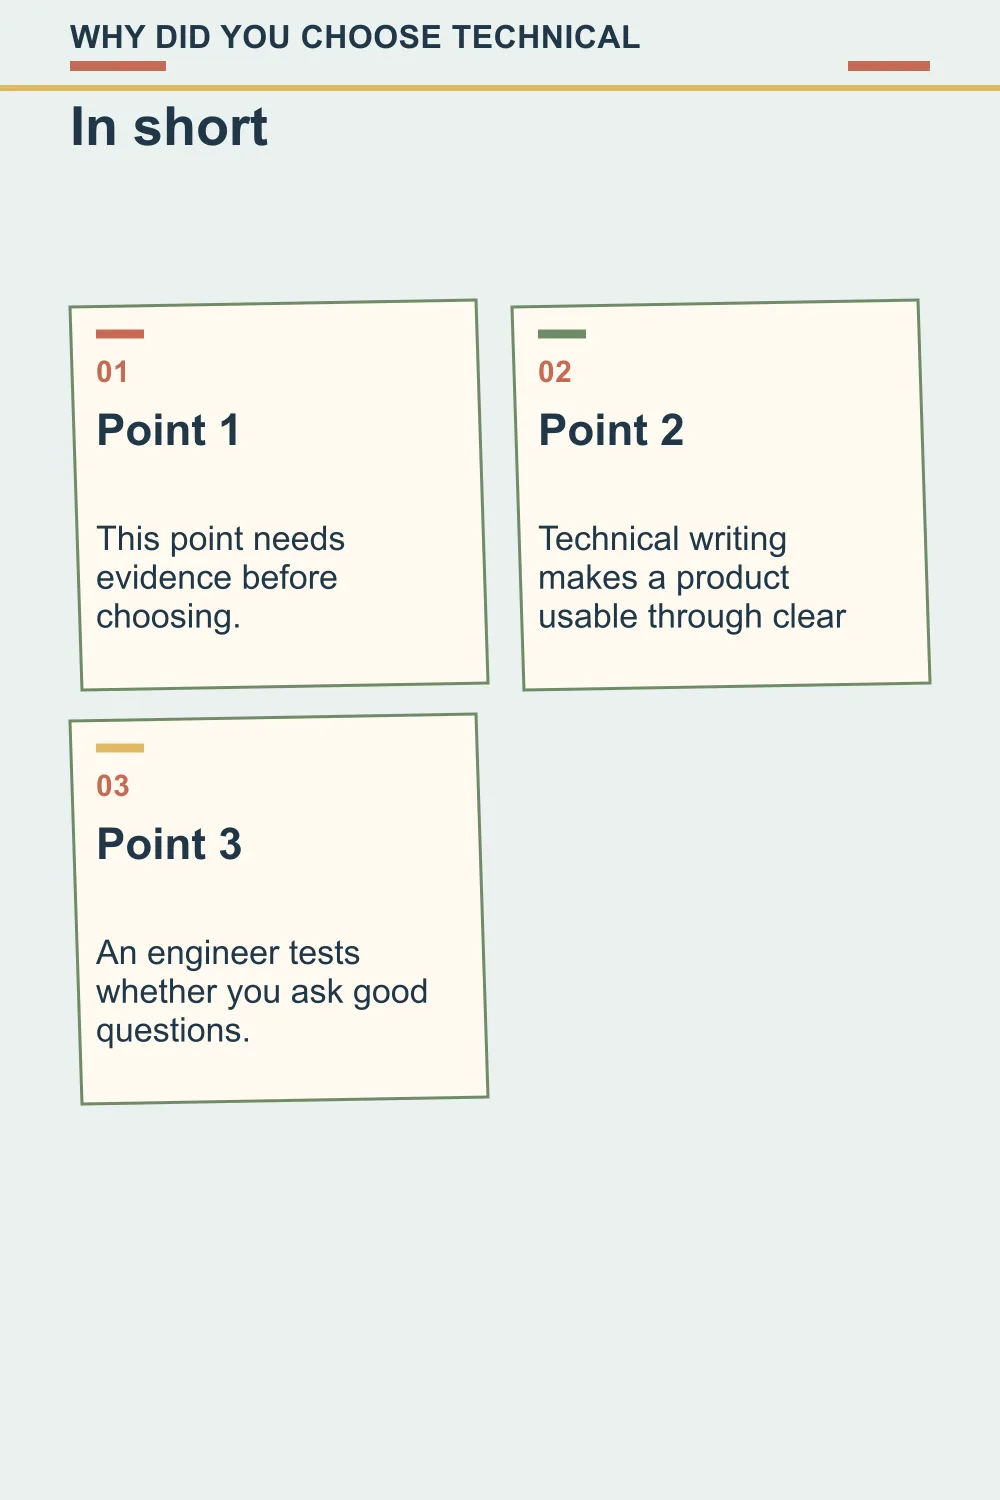 WHY DID YOU CHOOSE TECHNICAL
In short
01
Point 1
This point needs
evidence before
choosing.
02
Point 2
Technical writing
makes a product
usable through clear
03
Point 3
An engineer tests
whether you ask good
questions.